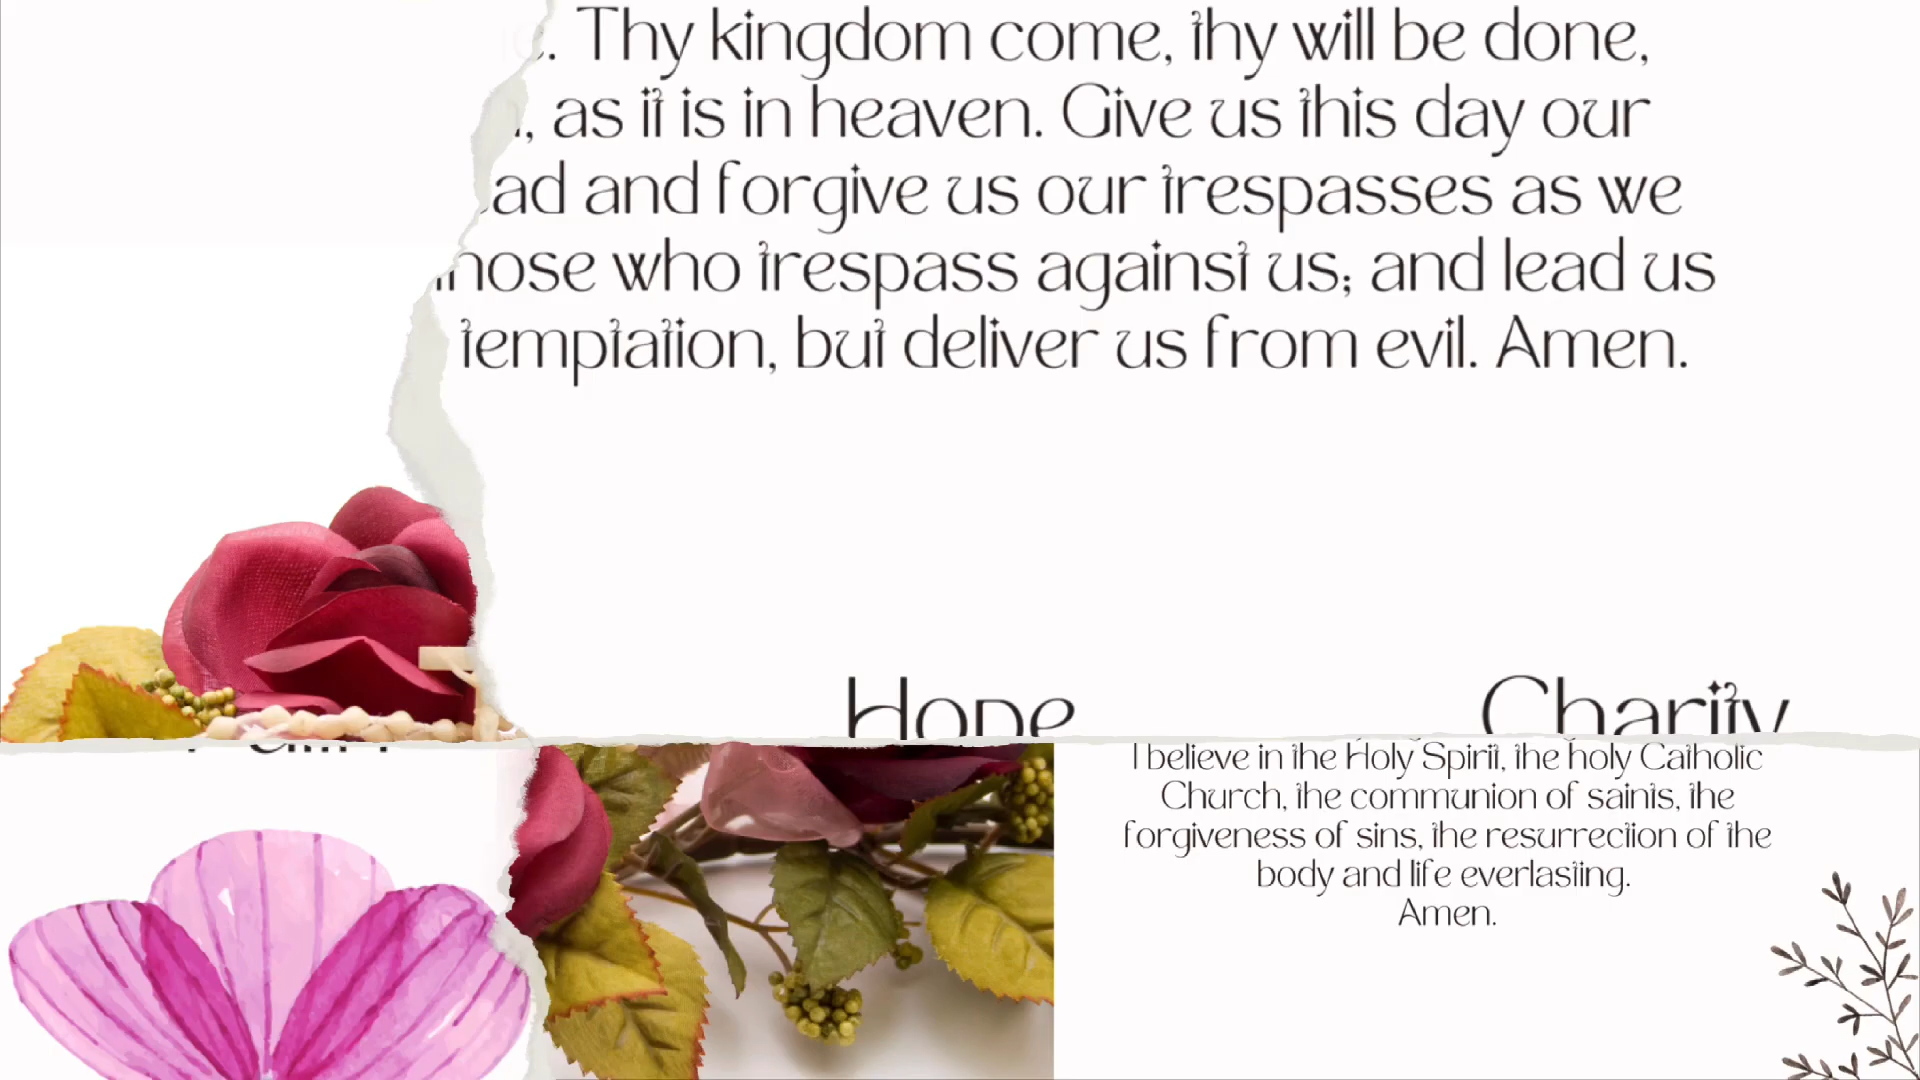 Thy kingdom come, thy will be done,
, as it is in heaven. Give us this day our
and forgive us our trespasses as we
who trespass against us; and lead us
temptation, but deliver us from evil. Amen.
Hope
Charity
I believe in the Holy Spirit, the holy Catholic
Church, the communion of saints, the
forgiveness of sins, the resurrection of the
body and life everlasting.
Amen.